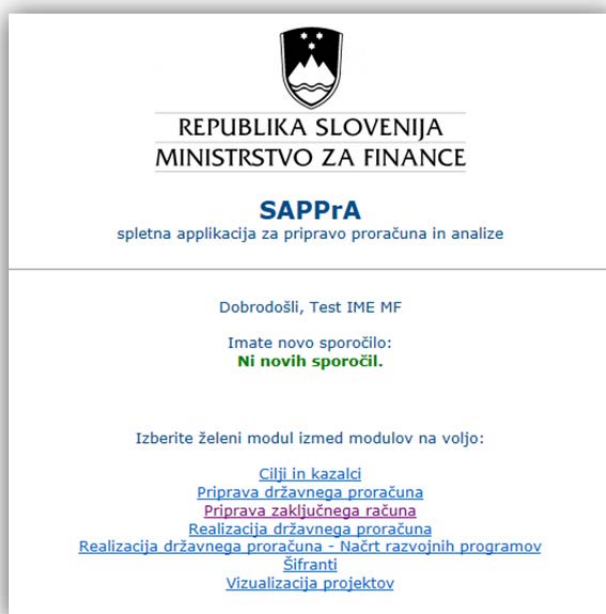 REPUBLIKA SLOVENIJA
MINISTRSTVO ZA FINANCE
SAPPrA
spletna applikacija za pripravo proračuna in analize
Dobrodošli, Test IME MF
Imate novo sporočilo:
Ni novih sporočil.
Izberite želeni modul izmed modulov na voljo:
Cilji in kazalci
Priprava državnega proračuna
Priprava zaključnega računa
Realizacija državnega proračuna
Realizacija državnega proračuna - Načrt razvojnih programov
Šifranti
Vizualizacija projektov